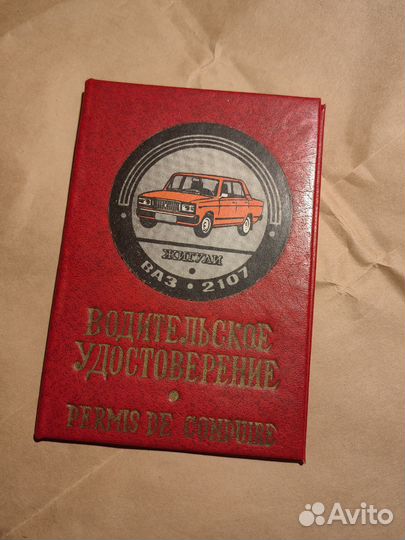 ЖИГУЛИ
ВАЗ • 2107
ВОДИТЕЛЬСКОЕ
УДОСТОВЕРЕНИЕ
•
PERMIS DE CONDUIRE
Avito